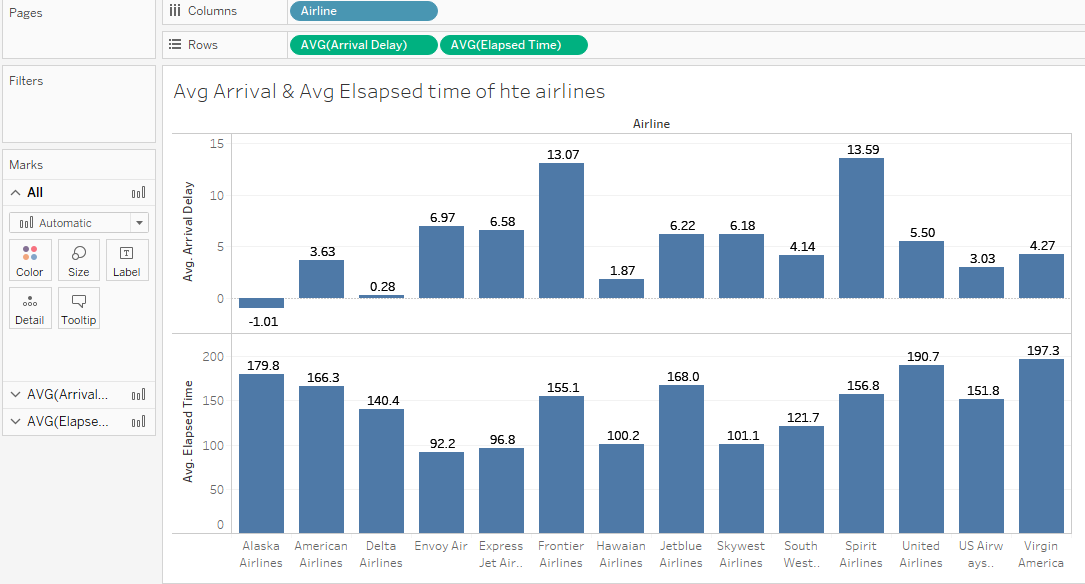 Pages
Columns
Airline
Rows
AVG(Arrival Delay)
AVG(Elapsed Time)
Filters
Marks
All
Automatic
Color
Size
Label
Detail
Tooltip
AVG(Arrival...
AVG(Elapse...
Avg Arrival & Avg Elsapsed time of hte airlines
Airline
Avg. Arrival Delay
15
10
5
0
-1.01
3.63
0.28
6.97
6.58
13.07
1.87
6.22
6.18
4.14
13.59
5.50
3.03
4.27
Avg. Elapsed Time
200
150
100
50
0
179.8
166.3
140.4
92.2
96.8
155.1
100.2
168.0
101.1
121.7
156.8
190.7
151.8
197.3
Alaska
Airlines
American
Airlines
Delta
Airlines
Envoy Air
Express
Jet Air..
Frontier
Airlines
Hawaiian
Airlines
Jetblue
Airlines
Skywest
Airlines
South
West..
Spirit
Airlines
United
Airlines
US Airw
ays..
Virgin
America